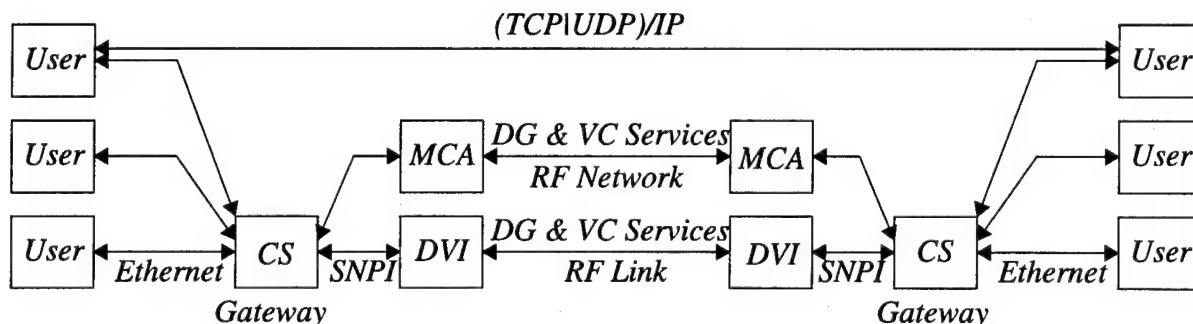 (TCP\UDP)/IP
User
User
User
MCA
DG & VC Services
RF Network
MCA
User
User
User
CS
SNPI
DVI
DG & VC Services
RF Link
DVI
SNPI
CS
Ethernet
User
Ethernet
Gateway
Gateway